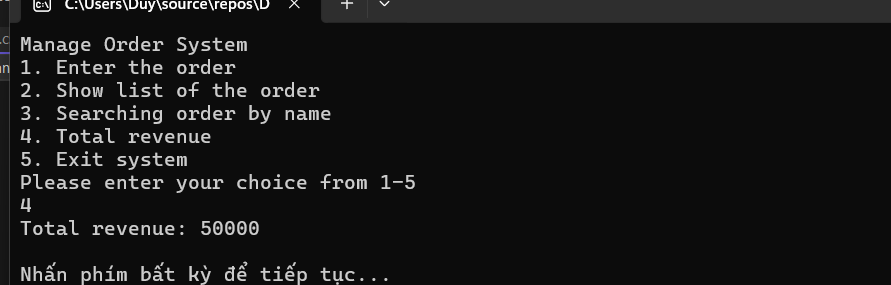 C:\Users\Duy\source\repos\D
Manage Order System
1. Enter the order
2. Show list of the order
3. Searching order by name
4. Total revenue
5. Exit system
Please enter your choice from 1-5
4
Total revenue: 50000
Nhấn phím bất kỳ để tiếp tục...